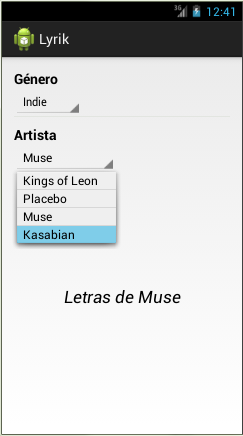 3G 12:41
Lyrik
Género
Indie
Artista
Muse
Kings of Leon
Placebo
Muse
Kasabian
Letras de Muse